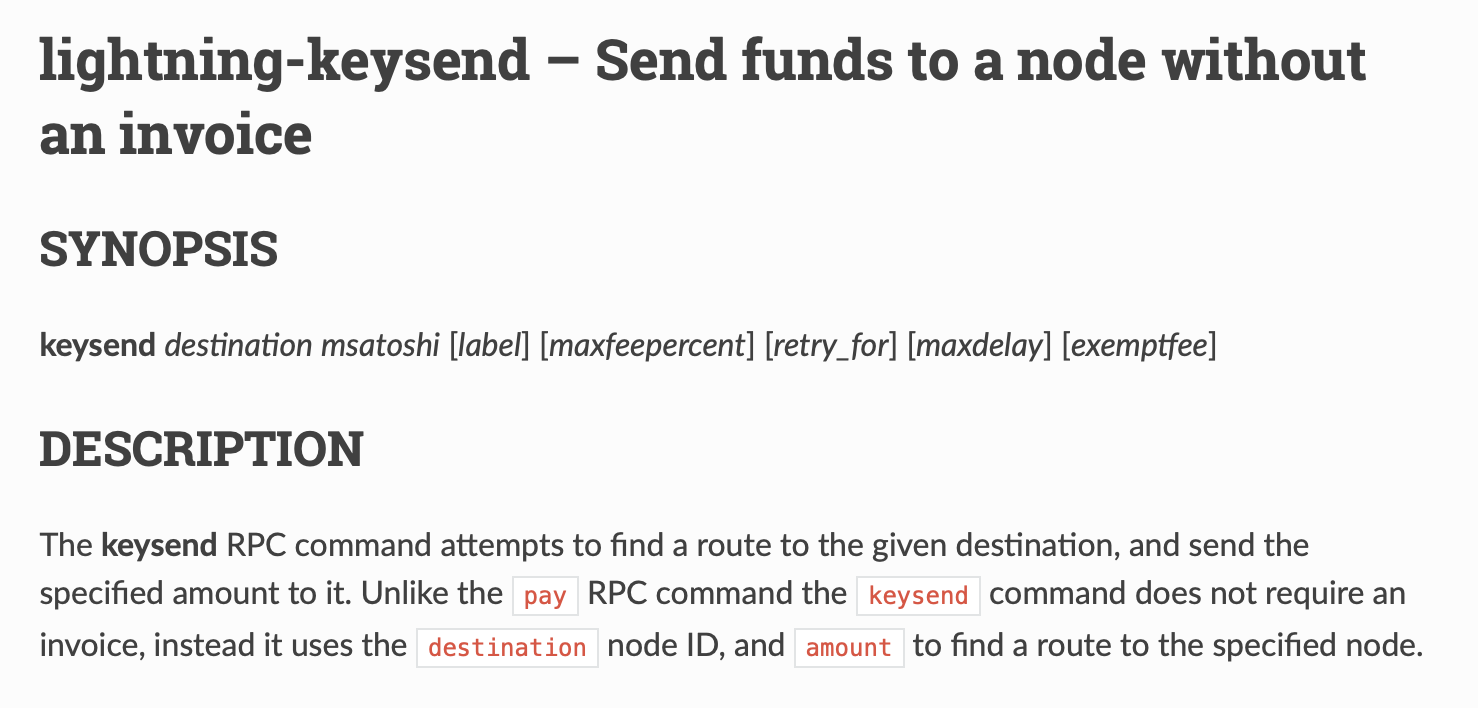 lightning-keysend – Send funds to a node without
an invoice
SYNOPSIS
keysend destination msatoshi [label] [maxfeepercent] [retry_for] [maxdelay] [exemptfee]
DESCRIPTION
The keysend RPC command attempts to find a route to the given destination, and send the
specified amount to it. Unlike the pay RPC command the keysend command does not require an
invoice, instead it uses the destination node ID, and amount to find a route to the specified node.